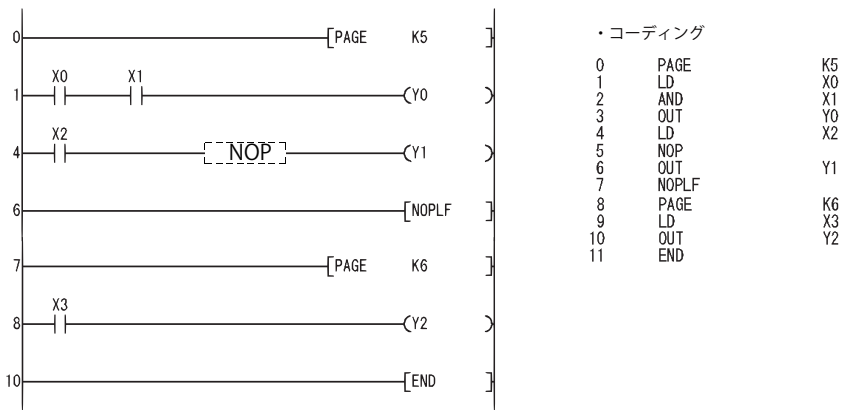 0 PAGE K5
X0 X1
1 Y0
X2
4 NOP Y1
6 NOPLF
7 PAGE K6
X3
8 Y2
10 END
・コーディング
0 PAGE K5
1 LD X0
2 AND X1
3 OUT Y0
4 LD X2
5 NOP
6 OUT Y1
7 NOPLF
8 PAGE K6
9 LD X3
10 OUT Y2
11 END